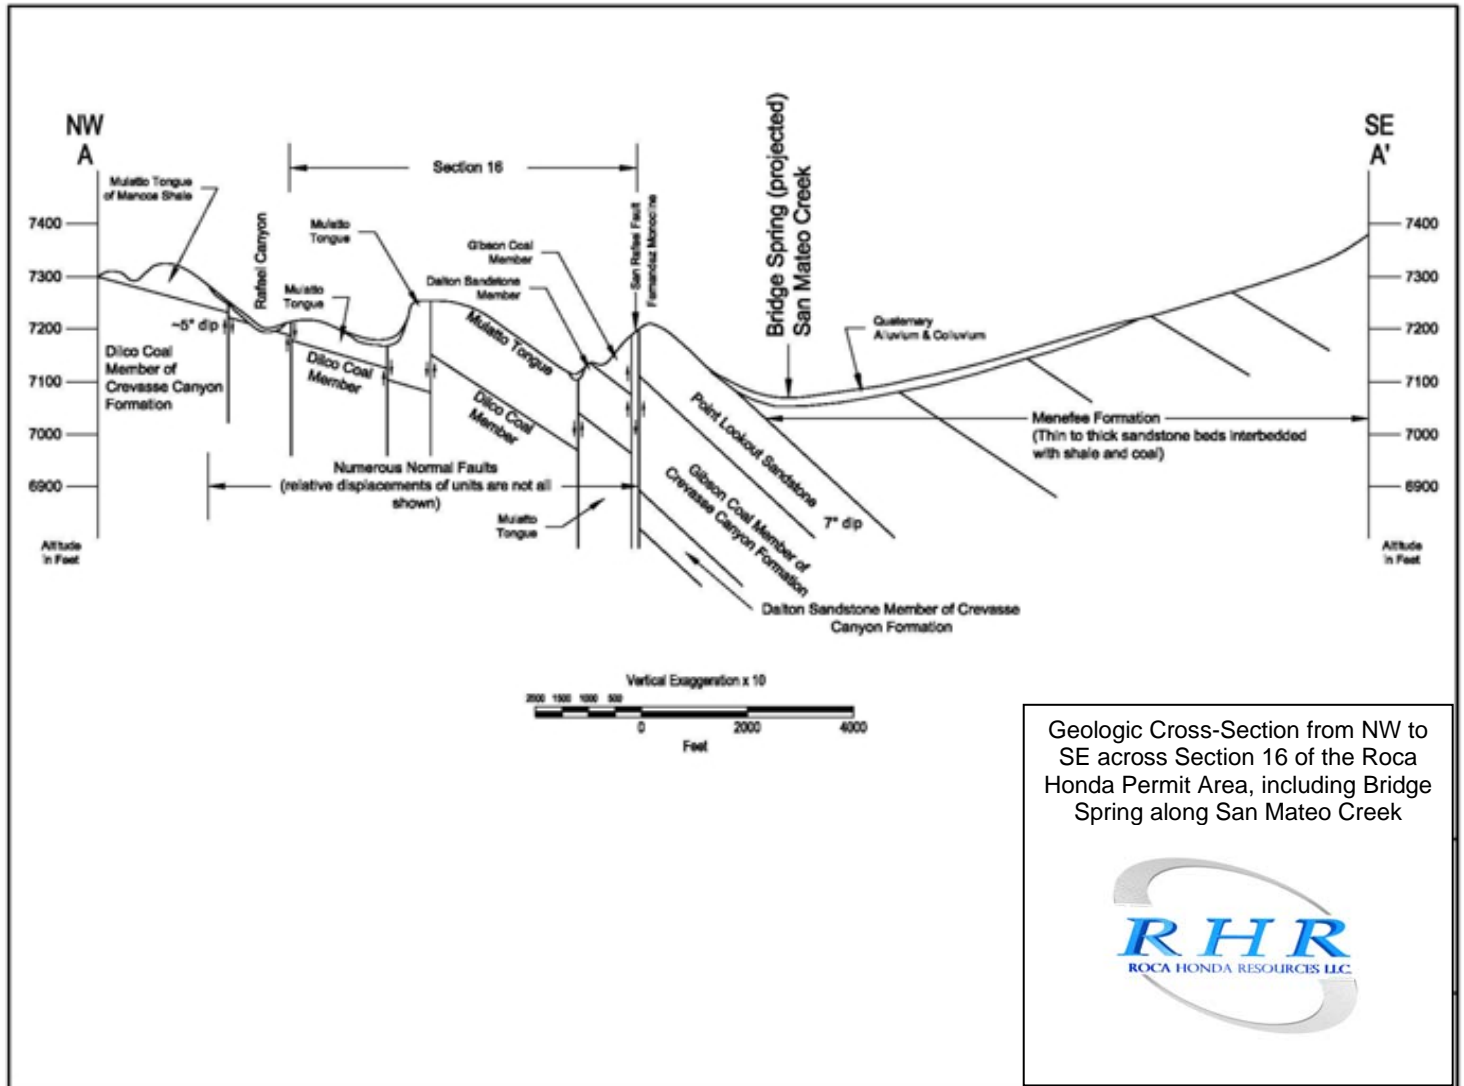 NW
A
SE
A'
Mulatto Tongue
of Mancos Shale
Section 16
Rafael Canyon
Mulatto
Tongue
Gibson Coal
Member
San Rafael Fault
Fernandez Monocline
Bridge Spring (projected)
San Mateo Creek
7400
7300
7200
7100
7000
6900
7400
7300
7200
7100
7000
6900
Mulatto
Tongue
Dalton Sandstone
Member
Quaternary
Alluvium & Colluvium
~5° dip
Dilco Coal
Member of
Crevasse Canyon
Formation
Dilco Coal
Member
Mulatto Tongue
Dilco Coal
Member
Point Lookout Sandstone
Menefee Formation
(Thin to thick sandstone beds interbedded
with shale and coal)
Numerous Normal Faults
(relative displacements of units are not all
shown)
Mulatto
Tongue
Gibson Coal Member of
Crevasse Canyon Formation
7° dip
Altitude
in Feet
Altitude
in Feet
Dalton Sandstone Member of Crevasse
Canyon Formation
Vertical Exaggeration x 10
2000 1500 1000 500
0 2000 4000
Feet
Geologic Cross-Section from NW to
SE across Section 16 of the Roca
Honda Permit Area, including Bridge
Spring along San Mateo Creek
RHR
ROCA HONDA RESOURCES LLC.